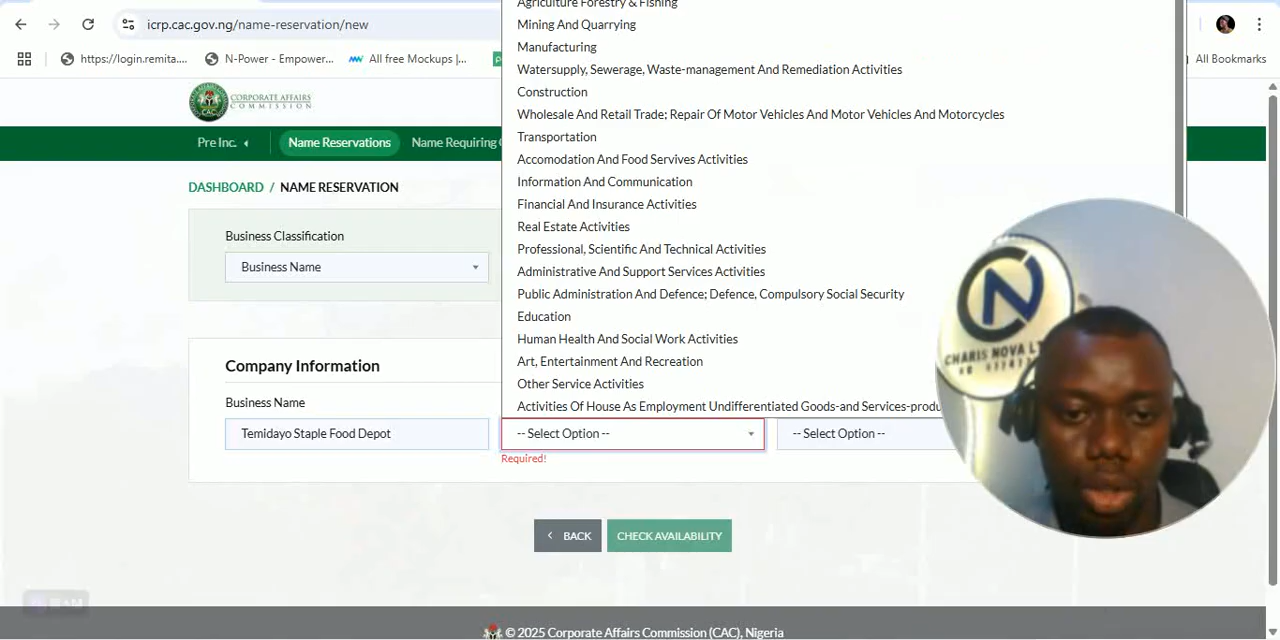 icrp.cac.gov.ng/name-reservation/new
https://login.remita....
N-Power - Empower...
All free Mockups |...
All Bookmarks
CORPORATE AFFAIRS
COMMISSION
Pre Inc.
Name Reservations
Name Requiring
DASHBOARD / NAME RESERVATION
Business Classification
Business Name
Agriculture Forestry & Fishing
Mining And Quarrying
Manufacturing
Watersupply, Sewerage, Waste-management And Remediation Activities
Construction
Wholesale And Retail Trade; Repair Of Motor Vehicles And Motor Vehicles And Motorcycles
Transportation
Accomodation And Food Servives Activities
Information And Communication
Financial And Insurance Activities
Real Estate Activities
Professional, Scientific And Technical Activities
Administrative And Support Services Activities
Public Administration And Defence; Defence, Compulsory Social Security
Education
Human Health And Social Work Activities
Art, Entertainment And Recreation
Other Service Activities
Activities Of House As Employment Undifferentiated Goods-and Services-produ
Company Information
Business Name
Temidayo Staple Food Depot
-- Select Option --
-- Select Option --
Required!
CHARIS NOVA
BACK
CHECK AVAILABILITY
© 2025 Corporate Affairs Commission (CAC), Nigeria